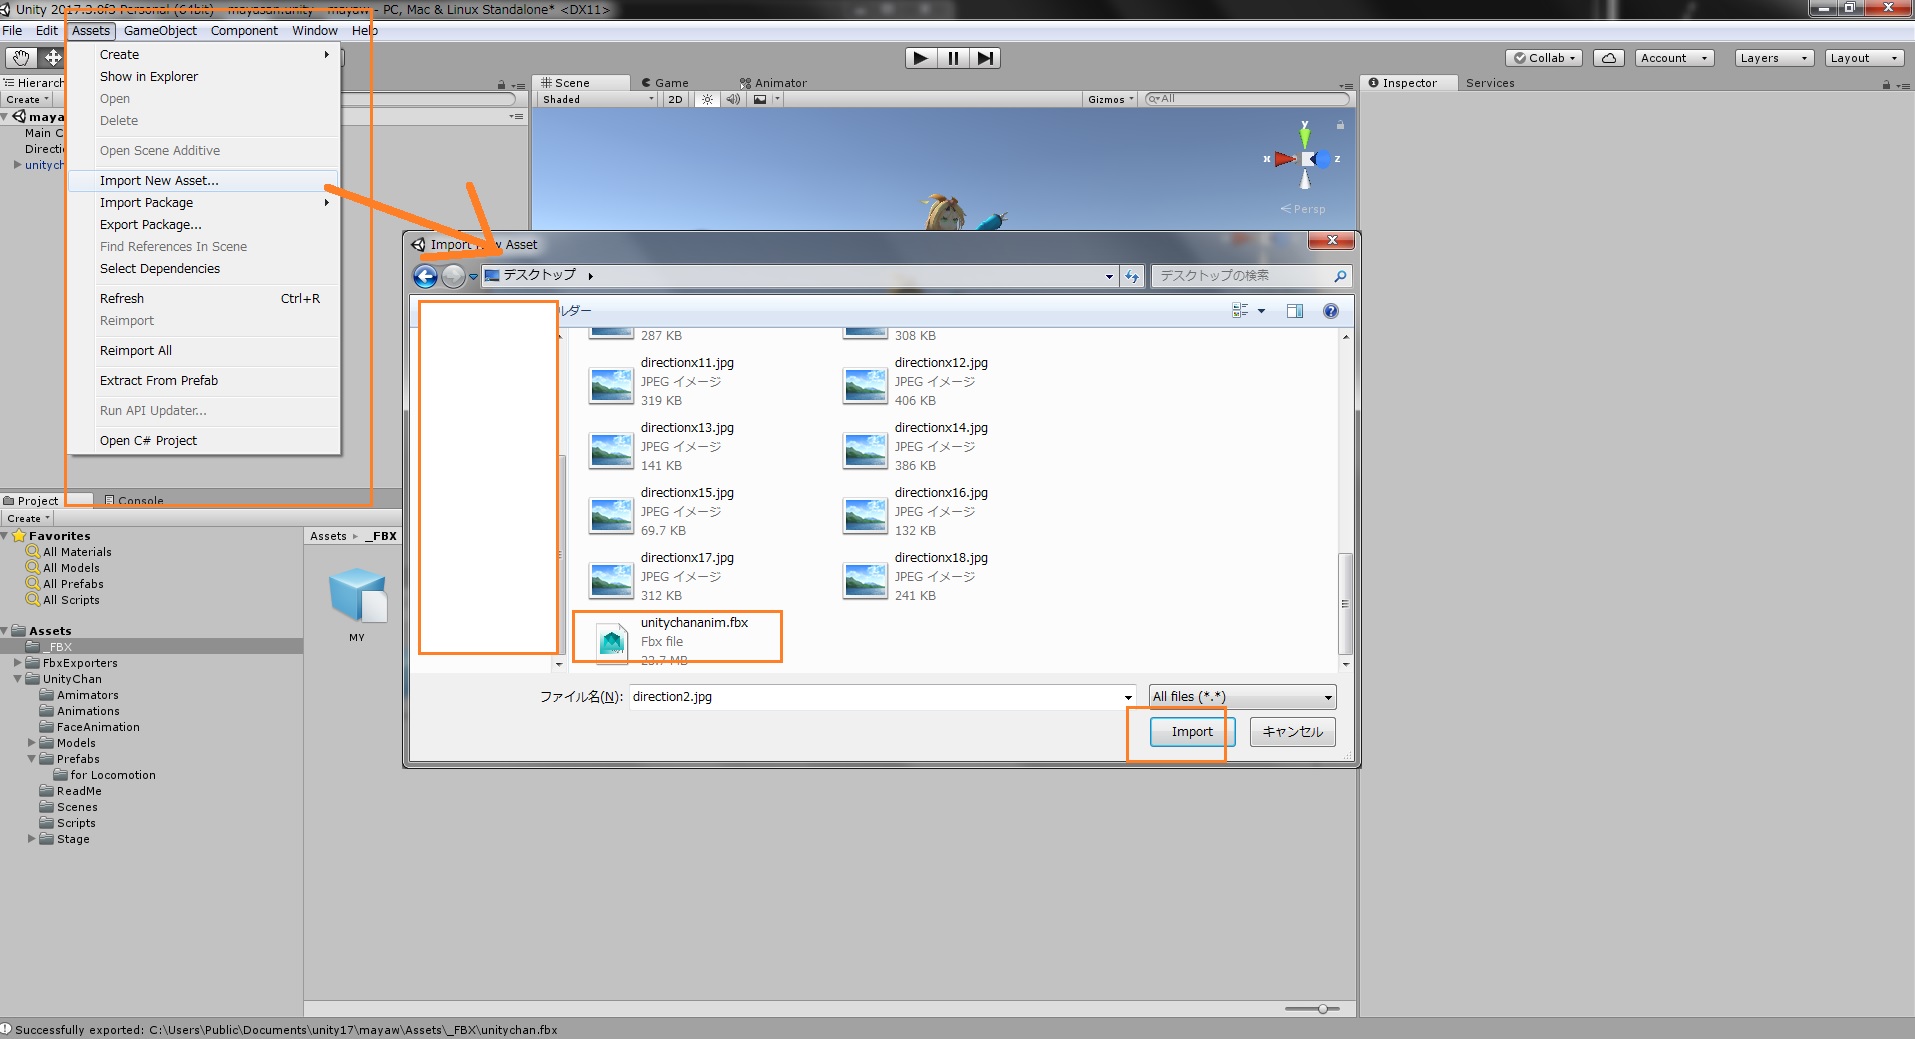 Unity 2017.3.0f3 Personal (64bit) - mayasan.unity - mayaw - PC, Mac & Linux Standalone* <DX11>
File Edit Assets GameObject Component Window Help
Create
Show in Explorer
Open
Delete
Open Scene Additive
Import New Asset...
Import Package
Export Package...
Find References In Scene
Select Dependencies
Refresh Ctrl+R
Reimport
Reimport All
Extract From Prefab
Run API Updater...
Open C# Project
Collab
Account
Layers
Layout
Hierarch
Create
maya
Main C
Directi
unitych
Scene Game Animator
Shaded 2D Gizmos All
y
x z
Persp
Inspector Services
Import New Asset
デスクトップ
デスクトップの検索
ルダー
287 KB
308 KB
directionx11.jpg
JPEG イメージ
319 KB
directionx12.jpg
JPEG イメージ
406 KB
directionx13.jpg
JPEG イメージ
141 KB
directionx14.jpg
JPEG イメージ
386 KB
directionx15.jpg
JPEG イメージ
69.7 KB
directionx16.jpg
JPEG イメージ
132 KB
directionx17.jpg
JPEG イメージ
312 KB
directionx18.jpg
JPEG イメージ
241 KB
unitychananim.fbx
Fbx file
23.7 MB
ファイル名(N): direction2.jpg
All files (*.*)
Import
キャンセル
Project Console
Create
Favorites
All Materials
All Models
All Prefabs
All Scripts
Assets
_FBX
FbxExporters
UnityChan
Amimators
Animations
FaceAnimation
Models
Prefabs
for Locomotion
ReadMe
Scenes
Scripts
Stage
Assets _FBX
MY
Successfully exported: C:\Users\Public\Documents\unity17\mayaw\Assets\_FBX\unitychan.fbx